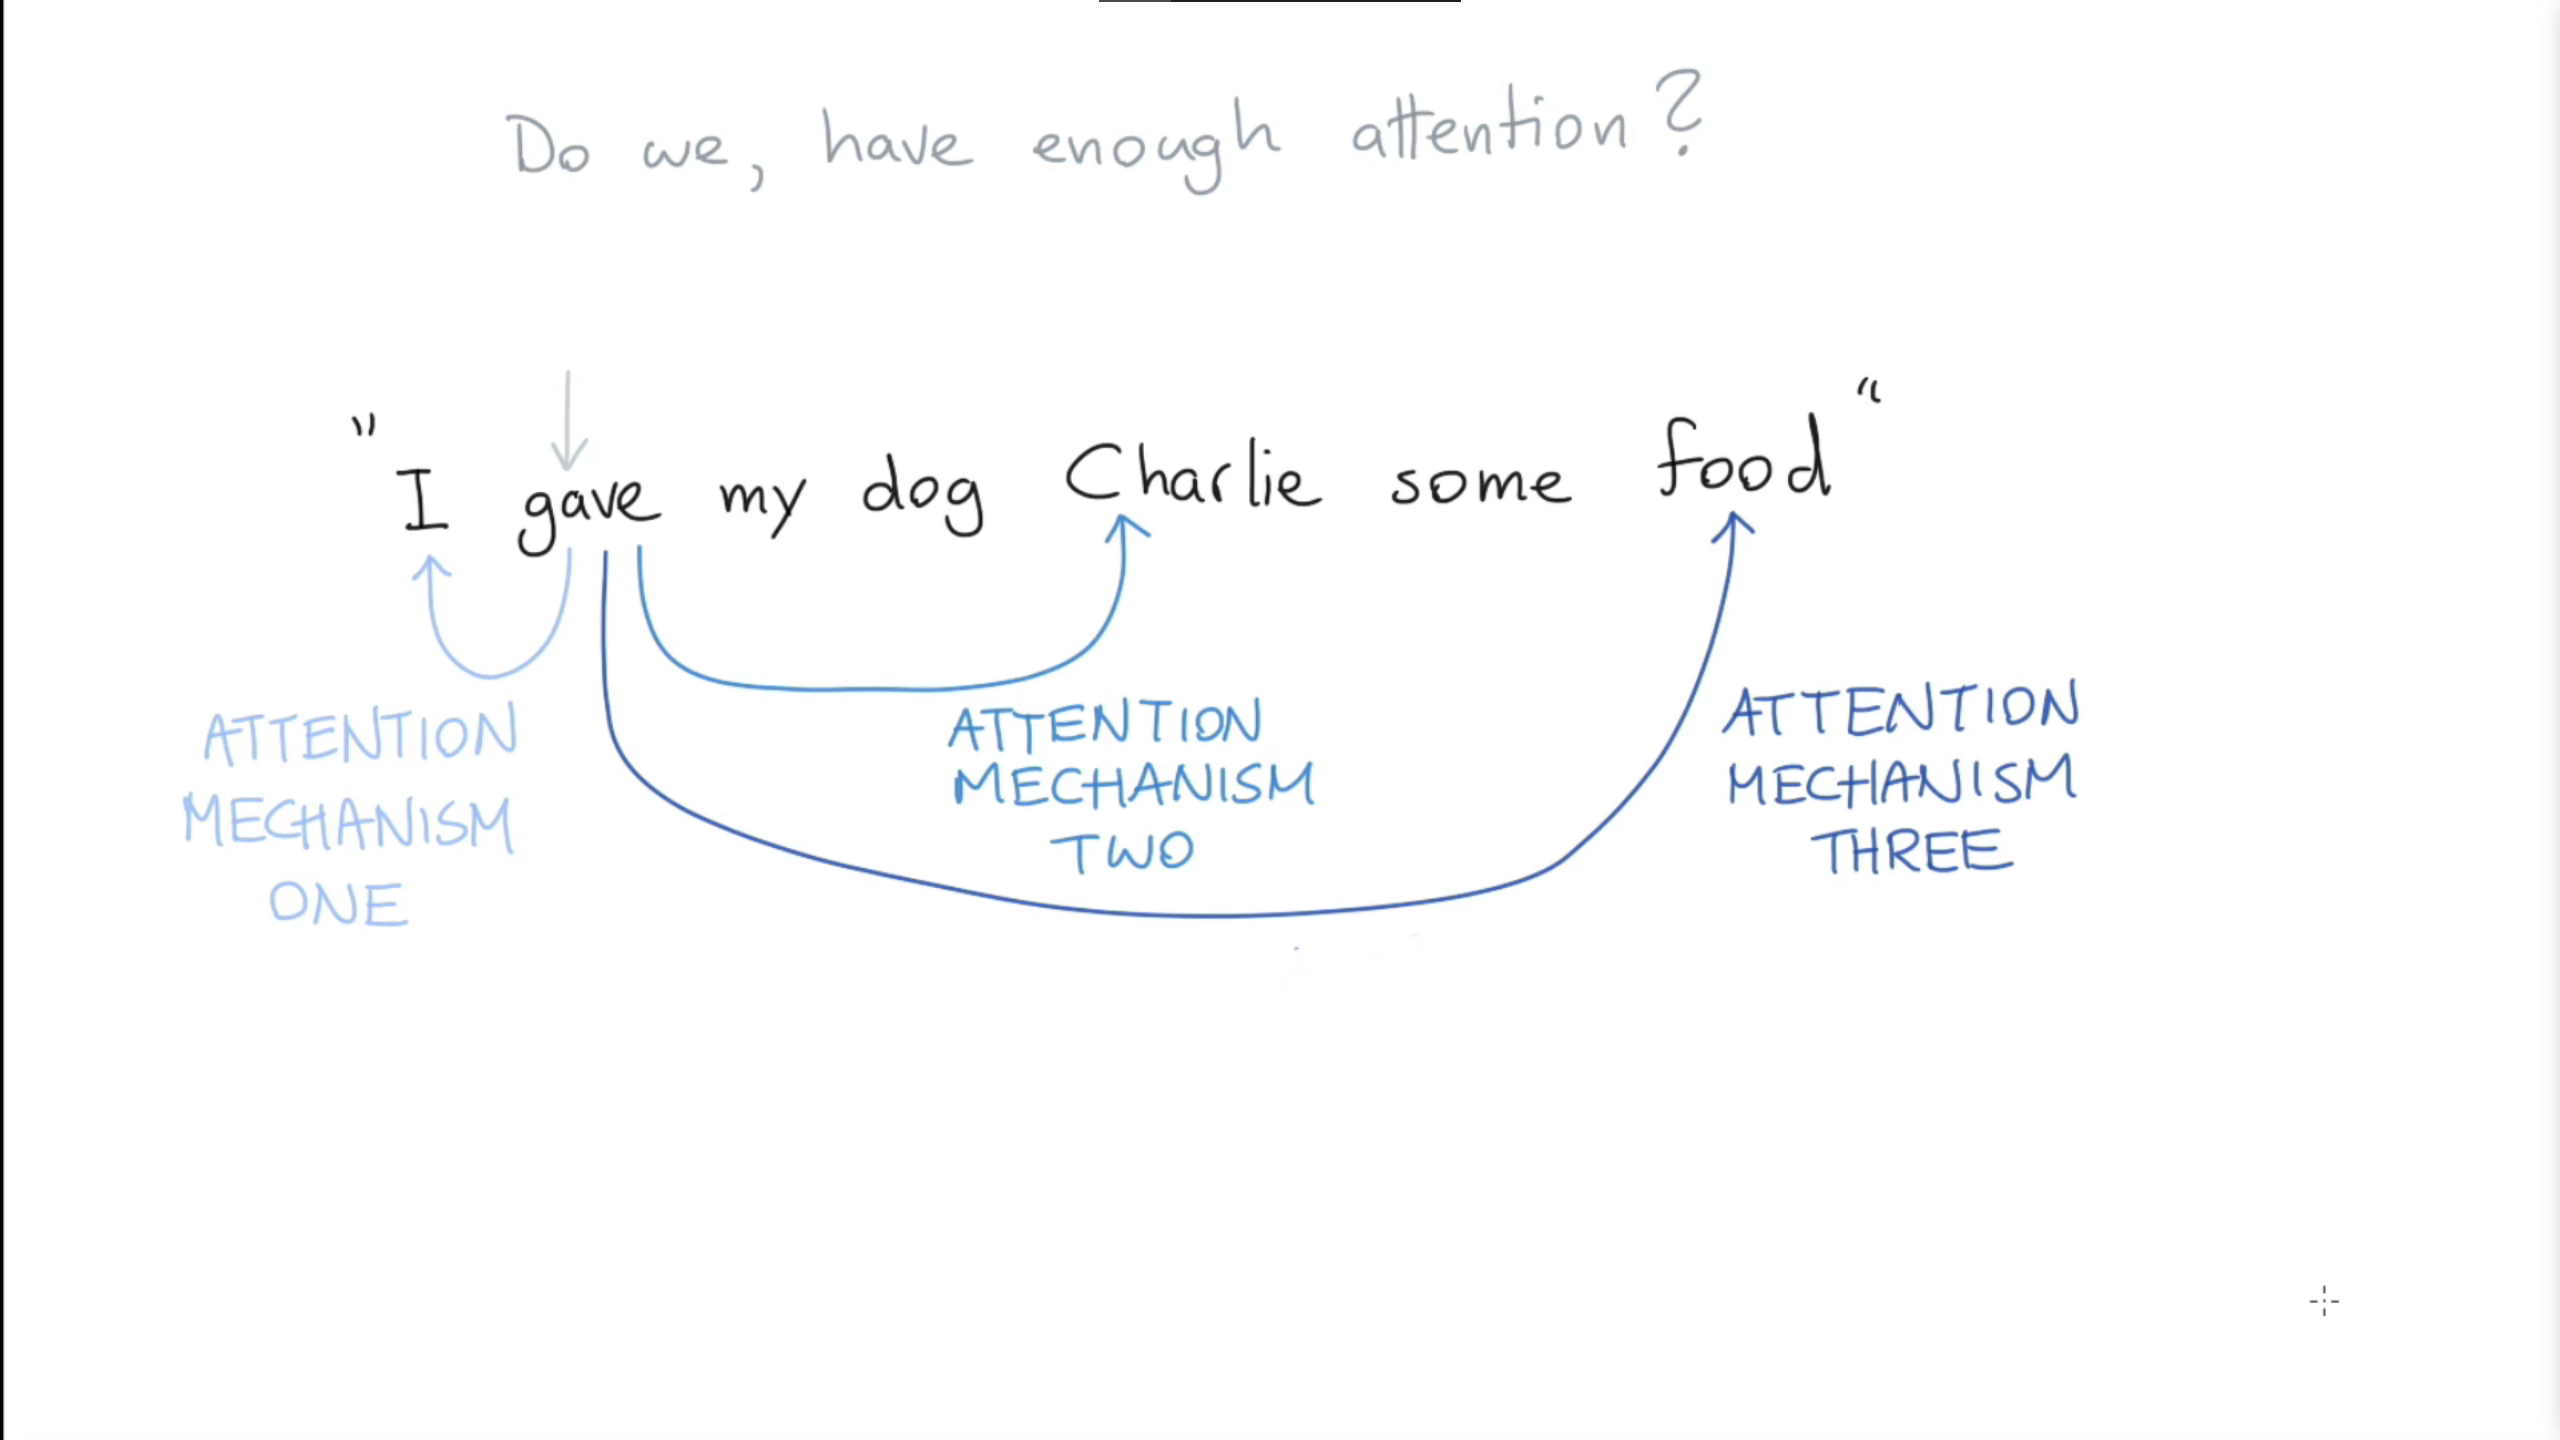 Do we, have enough attention?
"I gave my dog Charlie some food"
ATTENTION
MECHANISM
ONE
ATTENTION
MECHANISM
TWO
ATTENTION
MECHANISM
THREE